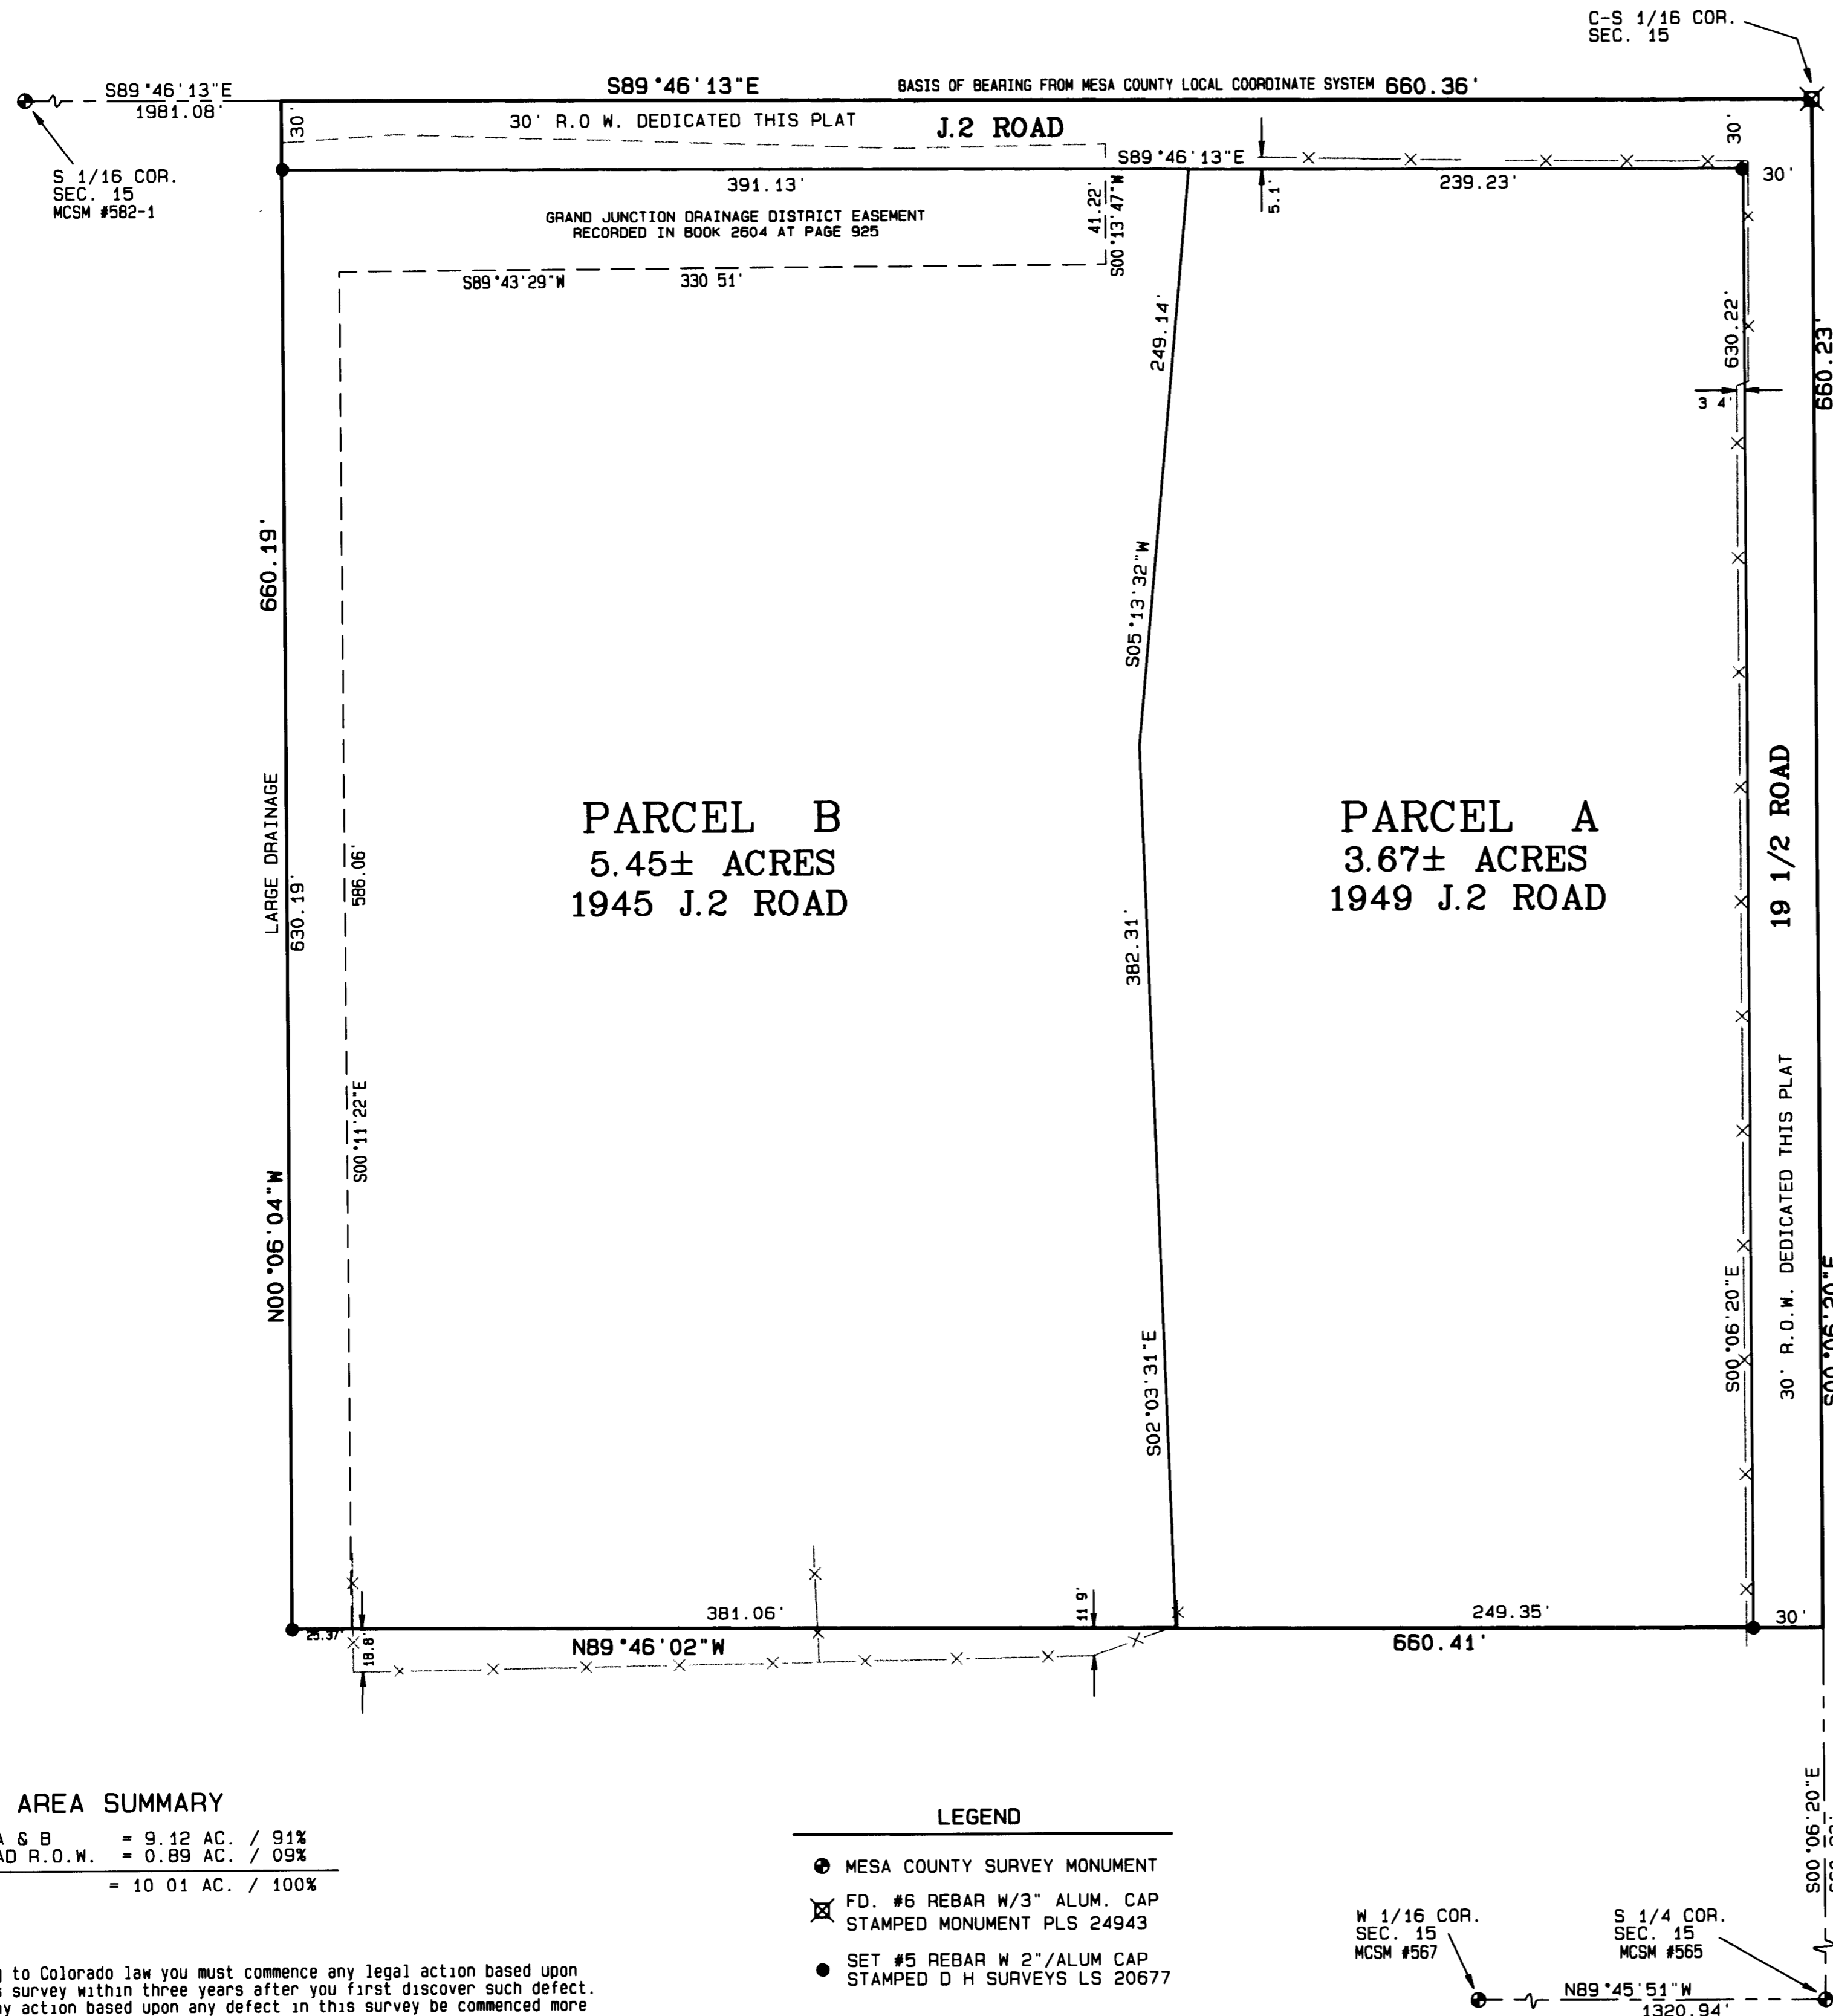 C-S 1/16 COR.
SEC. 15
S89°46'13"E
1981.08'
S89°46'13"E
BASIS OF BEARING FROM MESA COUNTY LOCAL COORDINATE SYSTEM 660.36'
30'
30' R.O W. DEDICATED THIS PLAT
J.2 ROAD
30'
S89°46'13"E
S 1/16 COR.
SEC. 15
MCSM #582-1
391.13'
239.23'
30'
5.1'
41.22'
S00°13'47"W
GRAND JUNCTION DRAINAGE DISTRICT EASEMENT
RECORDED IN BOOK 2604 AT PAGE 925
S89°43'29"W
330 51'
249.14'
630.22'
660.23'
3 4'
660.19'
S05°13'32"W
LARGE DRAINAGE
630.19'
586.06'
PARCEL B
5.45± ACRES
1945 J.2 ROAD
382.31'
PARCEL A
3.67± ACRES
1949 J.2 ROAD
19 1/2 ROAD
30' R.O.W. DEDICATED THIS PLAT
S00°11'22"E
N00°06'04"W
S02°03'31"E
S00°06'20"E
S00°06'20"E
381.06'
11 9'
249.35'
30'
25.37'
18.8'
N89°46'02"W
660.41'
AREA SUMMARY
A & B = 9.12 AC. / 91%
AD R.O.W. = 0.89 AC. / 09%
= 10 01 AC. / 100%
LEGEND
MESA COUNTY SURVEY MONUMENT
FD. #6 REBAR W/3" ALUM. CAP
STAMPED MONUMENT PLS 24943
SET #5 REBAR W 2"/ALUM CAP
STAMPED D H SURVEYS LS 20677
S00°06'20"E
W 1/16 COR.
SEC. 15
MCSM #567
S 1/4 COR.
SEC. 15
MCSM #565
N89°45'51"W
1320.94'
to Colorado law you must commence any legal action based upon
survey within three years after you first discover such defect.
action based upon any defect in this survey be commenced more